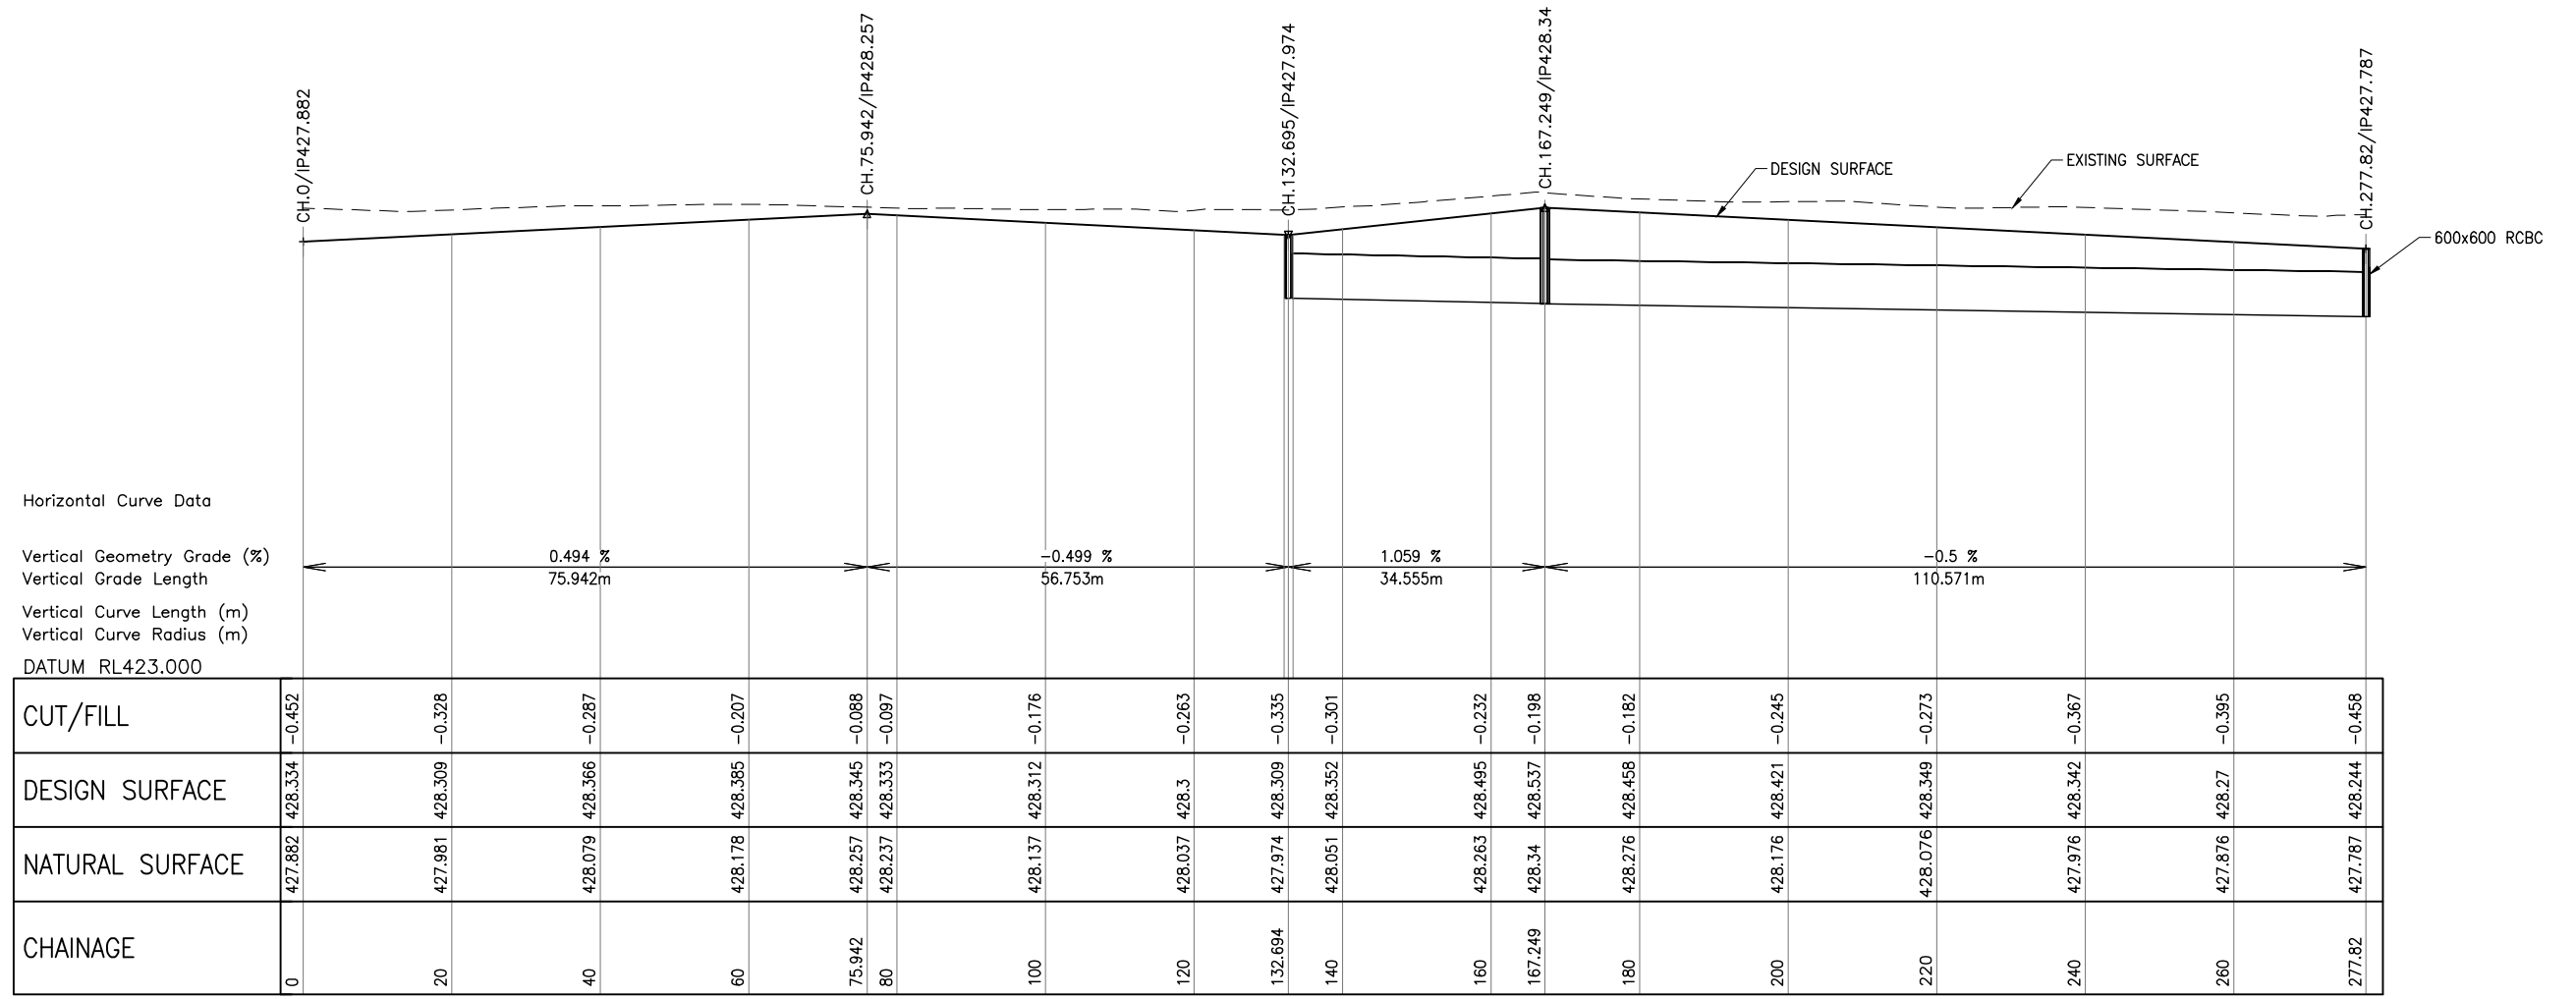 CH.0/IP427.882
CH.75.942/IP428.257
CH.132.695/IP427.974
CH.167.249/IP428.34
CH.277.82/IP427.787
DESIGN SURFACE
EXISTING SURFACE
600x600 RCBC
Horizontal Curve Data
Vertical Geometry Grade (%) 0.494 % -0.499 % 1.059 % -0.5 %
Vertical Grade Length 75.942m 56.753m 34.555m 110.571m
Vertical Curve Length (m)
Vertical Curve Radius (m)
DATUM RL423.000
CUT/FILL -0.452 -0.328 -0.287 -0.207 -0.088 -0.097 -0.176 -0.263 -0.335 -0.301 -0.232 -0.198 -0.182 -0.245 -0.273 -0.367 -0.395 -0.458
DESIGN SURFACE 428.334 428.309 428.366 428.385 428.345 428.333 428.312 428.3 428.309 428.352 428.495 428.537 428.458 428.421 428.349 428.342 428.27 428.244
NATURAL SURFACE 427.882 427.981 428.079 428.178 428.257 428.237 428.137 428.037 427.974 428.051 428.263 428.34 428.276 428.176 428.076 427.976 427.876 427.787
CHAINAGE 0 20 40 60 75.942 80 100 120 132.694 140 160 167.249 180 200 220 240 260 277.82